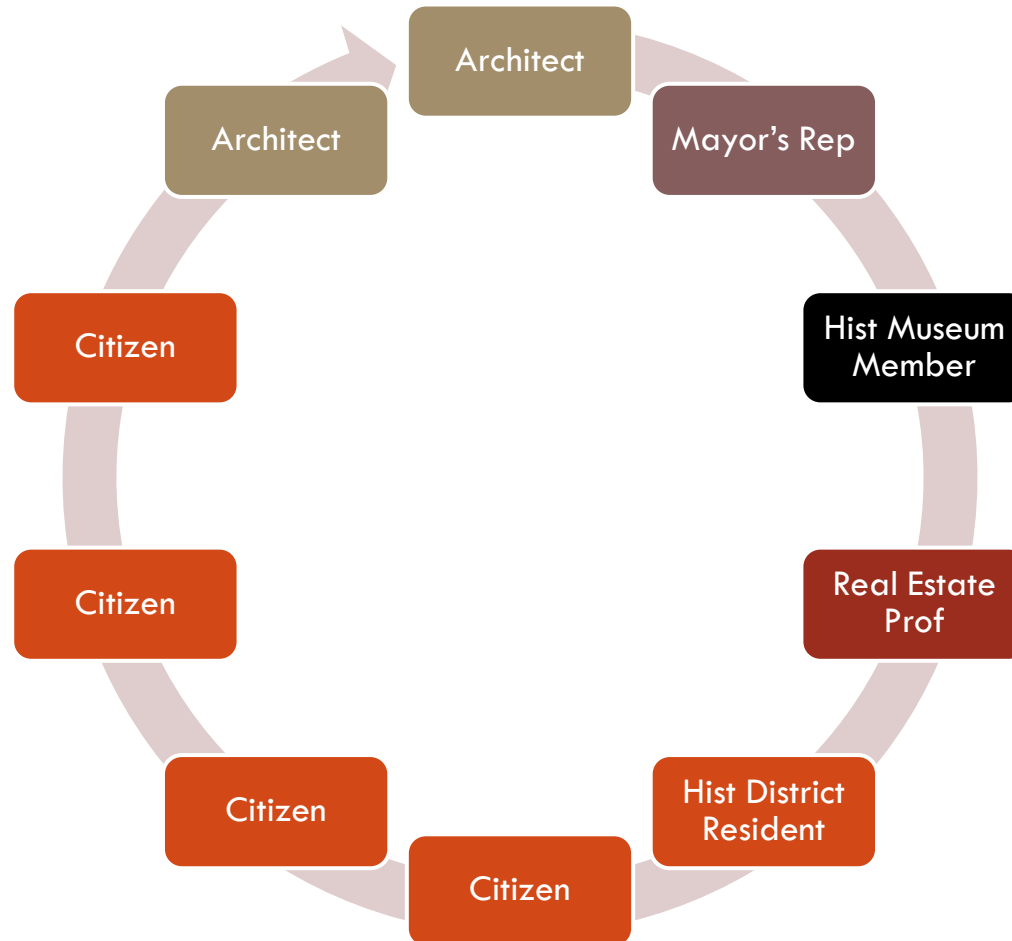 Architect
Mayor’s Rep
Hist Museum
Member
Real Estate
Prof
Hist District
Resident
Citizen
Citizen
Citizen
Citizen
Architect